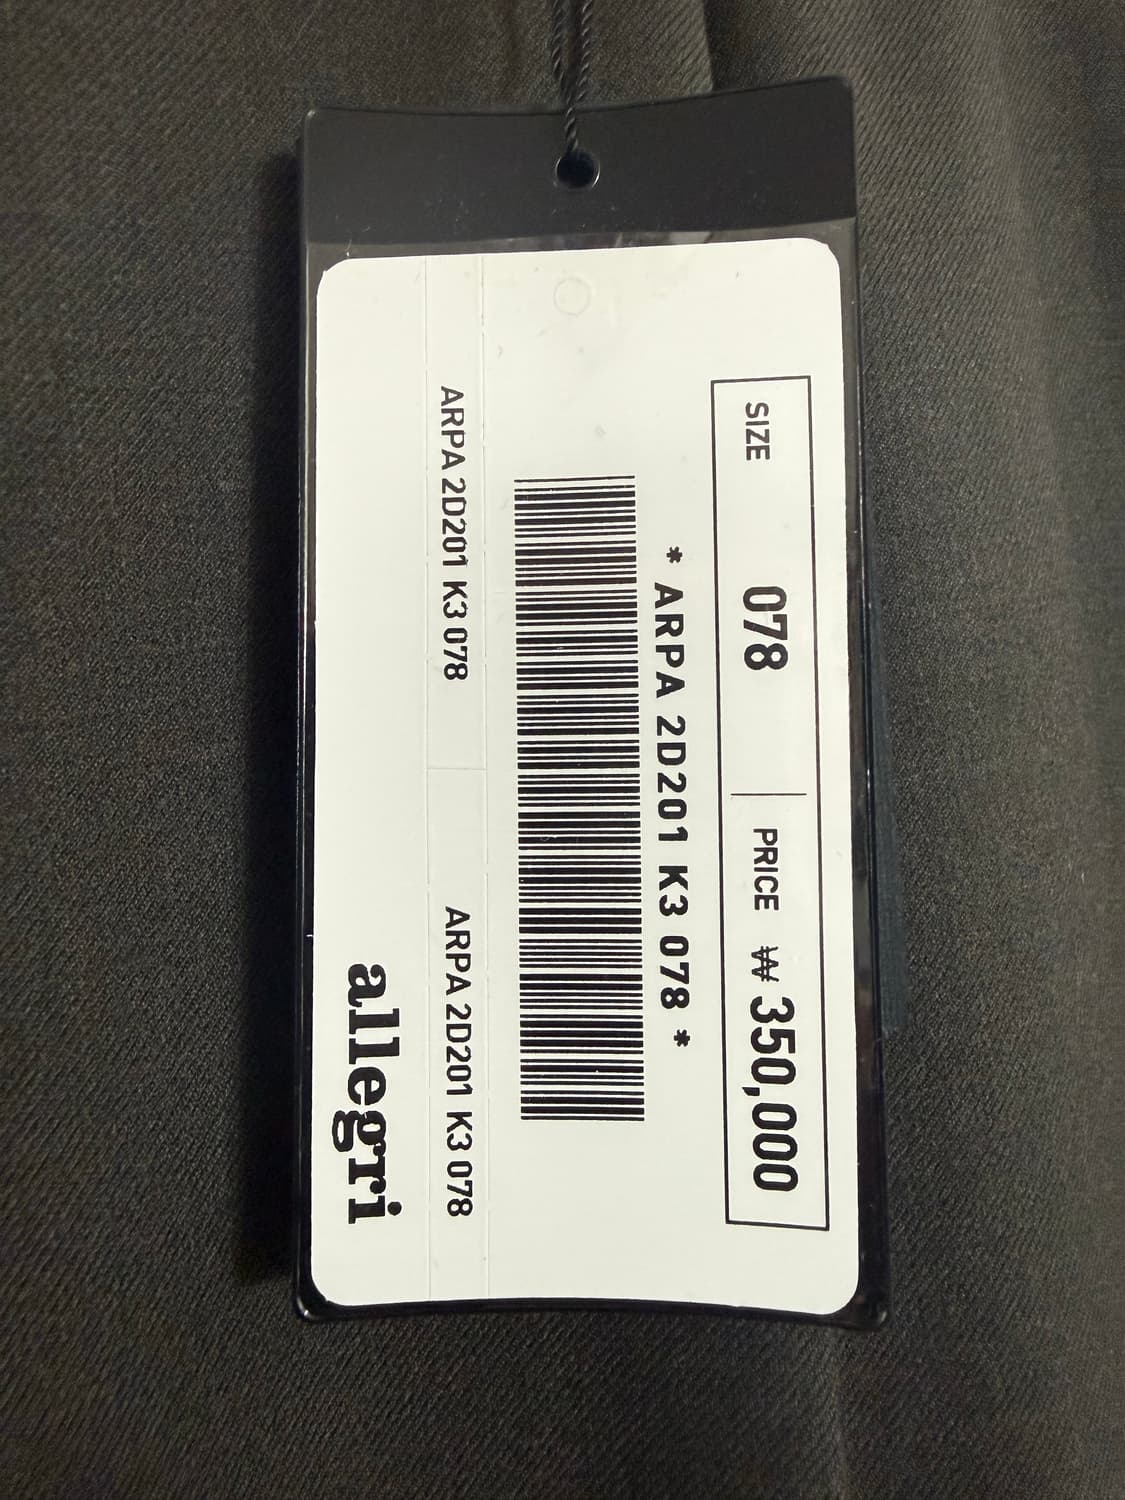 SIZE 078 PRICE ₩ 350,000
* ARPA 2D201 K3 078 *
ARPA 2D201 K3 078 ARPA 2D201 K3 078
allegri